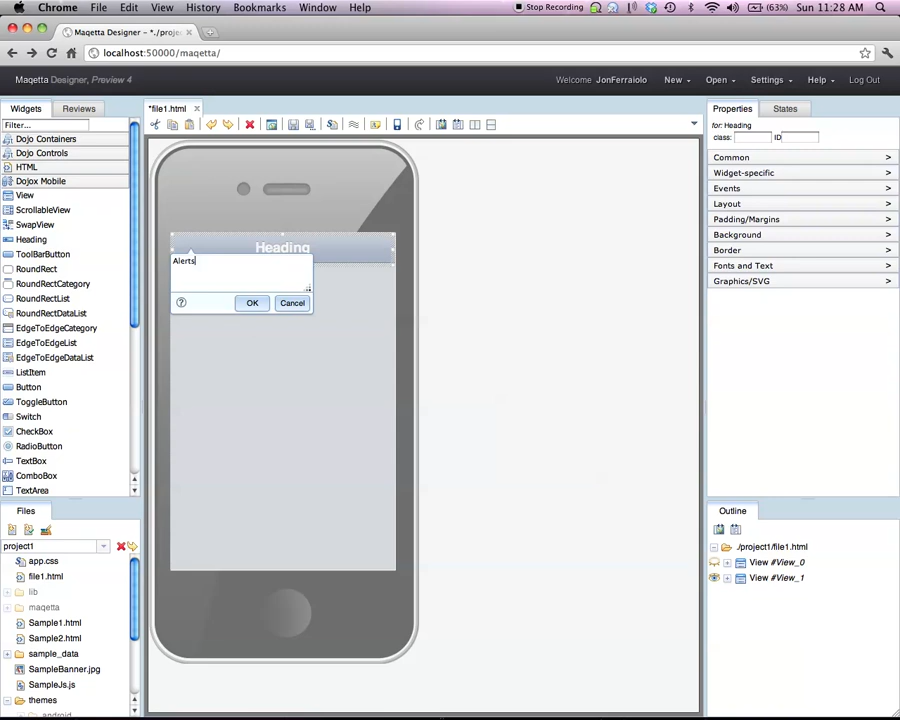 Chrome File Edit View History Bookmarks Window Help Stop Recording (63%) Sun 11:28 AM
Maqetta Designer – *./projec
localhost:50000/maqetta/
Maqetta Designer, Preview 4 Welcome JonFerraiolo New Open Settings Help Log Out
Widgets Reviews *file1.html Properties States
Filter...
for: Heading
class: ID
Dojo Containers
Dojo Controls
HTML
Dojox Mobile
View
ScrollableView
SwapView
Heading
ToolBarButton
RoundRect
RoundRectCategory
RoundRectList
RoundRectDataList
EdgeToEdgeCategory
EdgeToEdgeList
EdgeToEdgeDataList
ListItem
Button
ToggleButton
Switch
CheckBox
RadioButton
TextBox
ComboBox
TextArea
Heading
Alerts
? OK Cancel
Common >
Widget-specific >
Events >
Layout >
Padding/Margins >
Background >
Border >
Fonts and Text >
Graphics/SVG >
Files
project1
app.css
file1.html
lib
maqetta
Sample1.html
Sample2.html
sample_data
SampleBanner.jpg
SampleJs.js
themes
android
Outline
./project1/file1.html
View #View_0
View #View_1